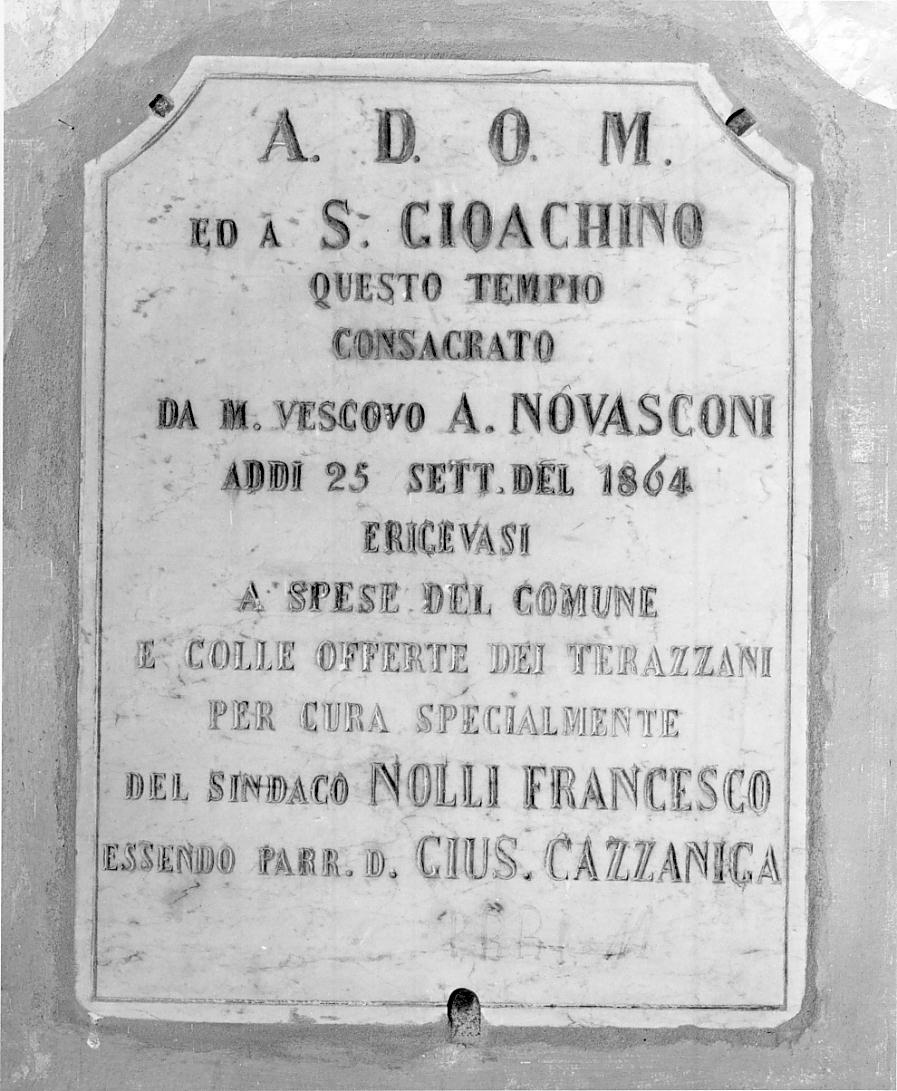 A. D. O. M.
ED A S. GIOACHINO
QUESTO TEMPIO
CONSACRATO
DA M. VESCOVO A. NOVASCONI
ADDI 25 SETT. DEL 1864
ERIGEVASI
A SPESE DEL COMUNE
E COLLE OFFERTE DEI TERAZZANI
PER CURA SPECIALMENTE
DEL SINDACO NOLLI FRANCESCO
ESSENDO PARR. D. GIUS. CAZZANIGA